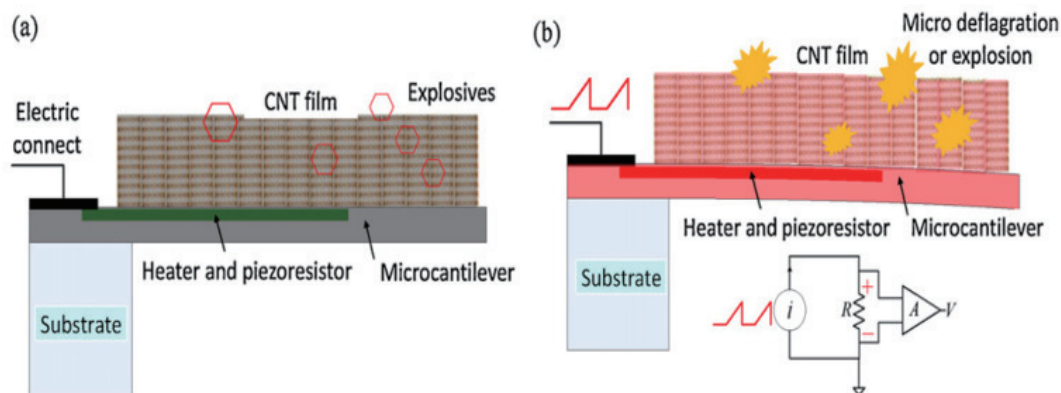 (a)
CNT film
Explosives
Electric
connect
Heater and piezoresistor
Microcantilever
Substrate
(b)
Micro deflagration
or explosion
CNT film
Heater and piezoresistor
Microcantilever
Substrate
i
R
+
−
A
V